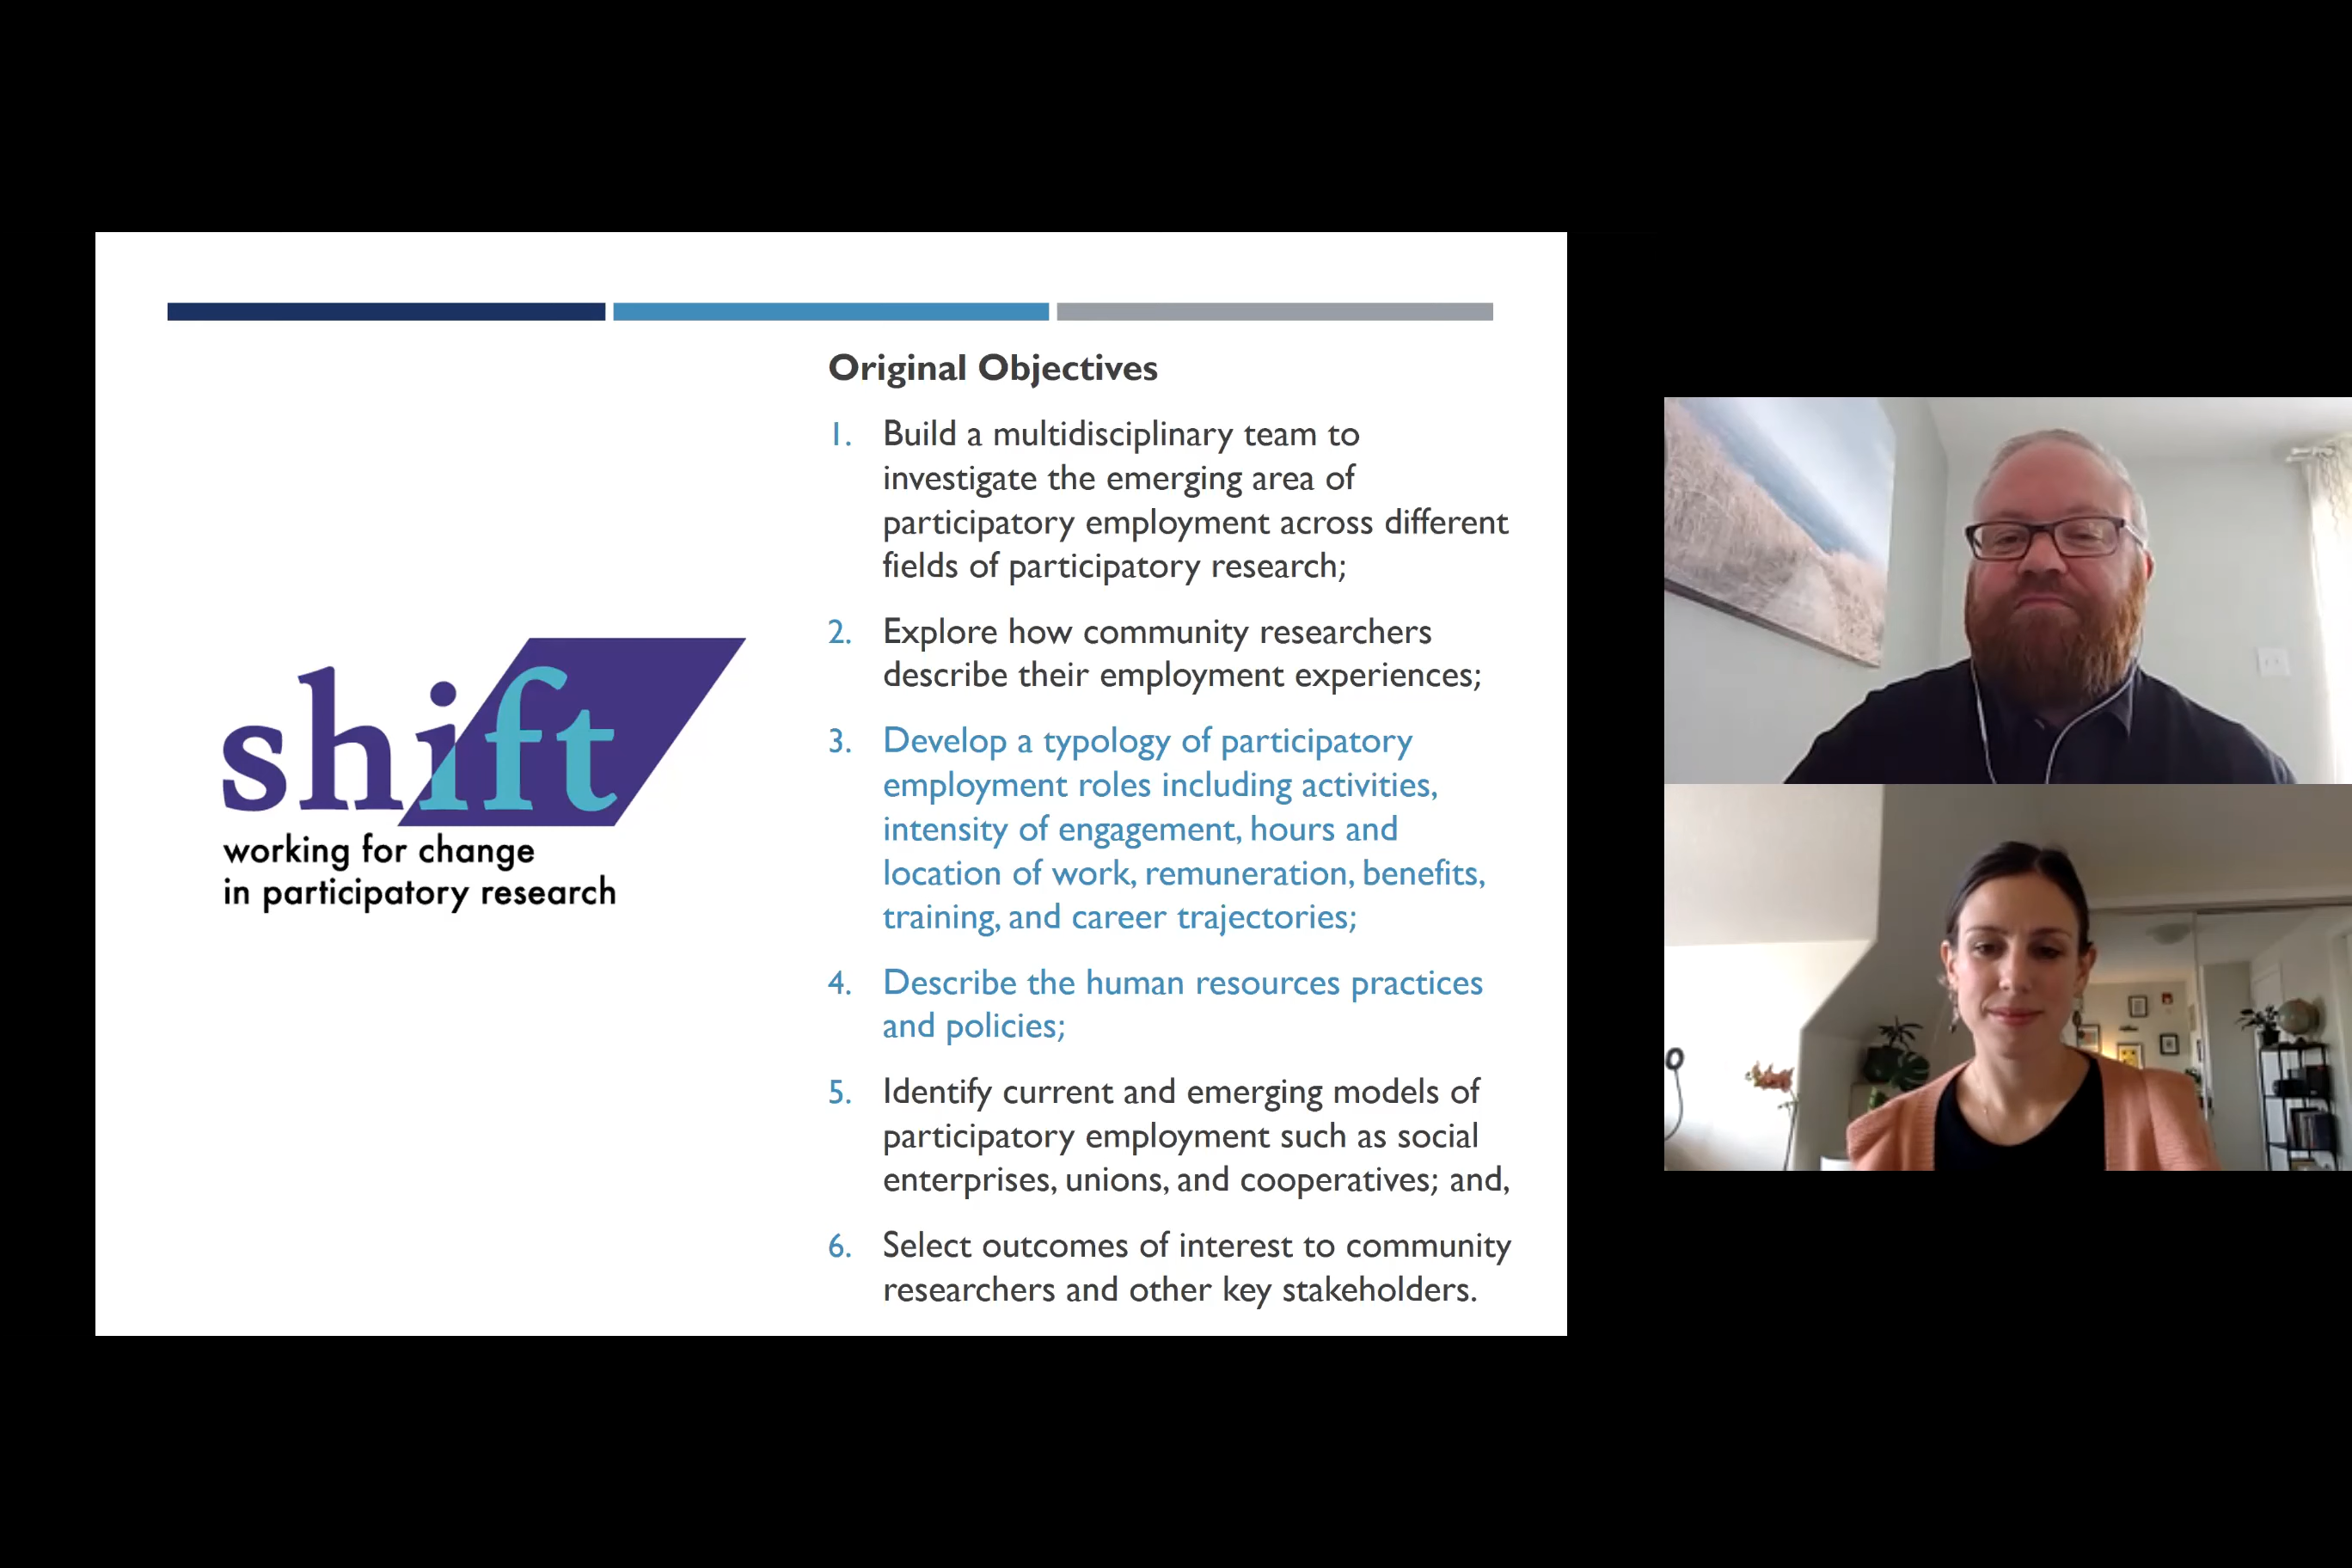 shift
working for change
in participatory research
Original Objectives
1. Build a multidisciplinary team to
investigate the emerging area of
participatory employment across different
fields of participatory research;
2. Explore how community researchers
describe their employment experiences;
3. Develop a typology of participatory
employment roles including activities,
intensity of engagement, hours and
location of work, remuneration, benefits,
training, and career trajectories;
4. Describe the human resources practices
and policies;
5. Identify current and emerging models of
participatory employment such as social
enterprises, unions, and cooperatives; and,
6. Select outcomes of interest to community
researchers and other key stakeholders.